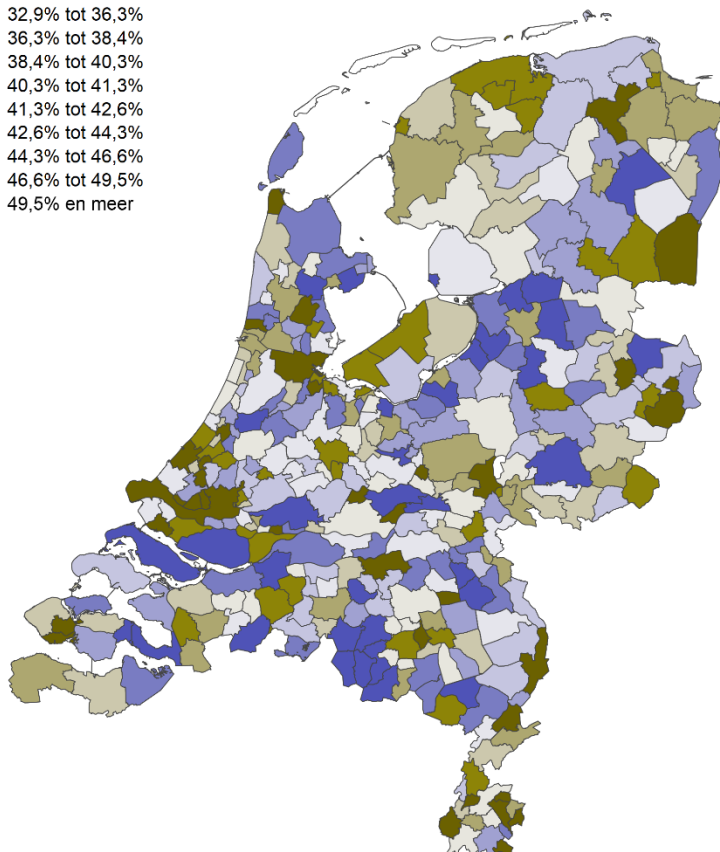 32,9% tot 36,3%
36,3% tot 38,4%
38,4% tot 40,3%
40,3% tot 41,3%
41,3% tot 42,6%
42,6% tot 44,3%
44,3% tot 46,6%
46,6% tot 49,5%
49,5% en meer